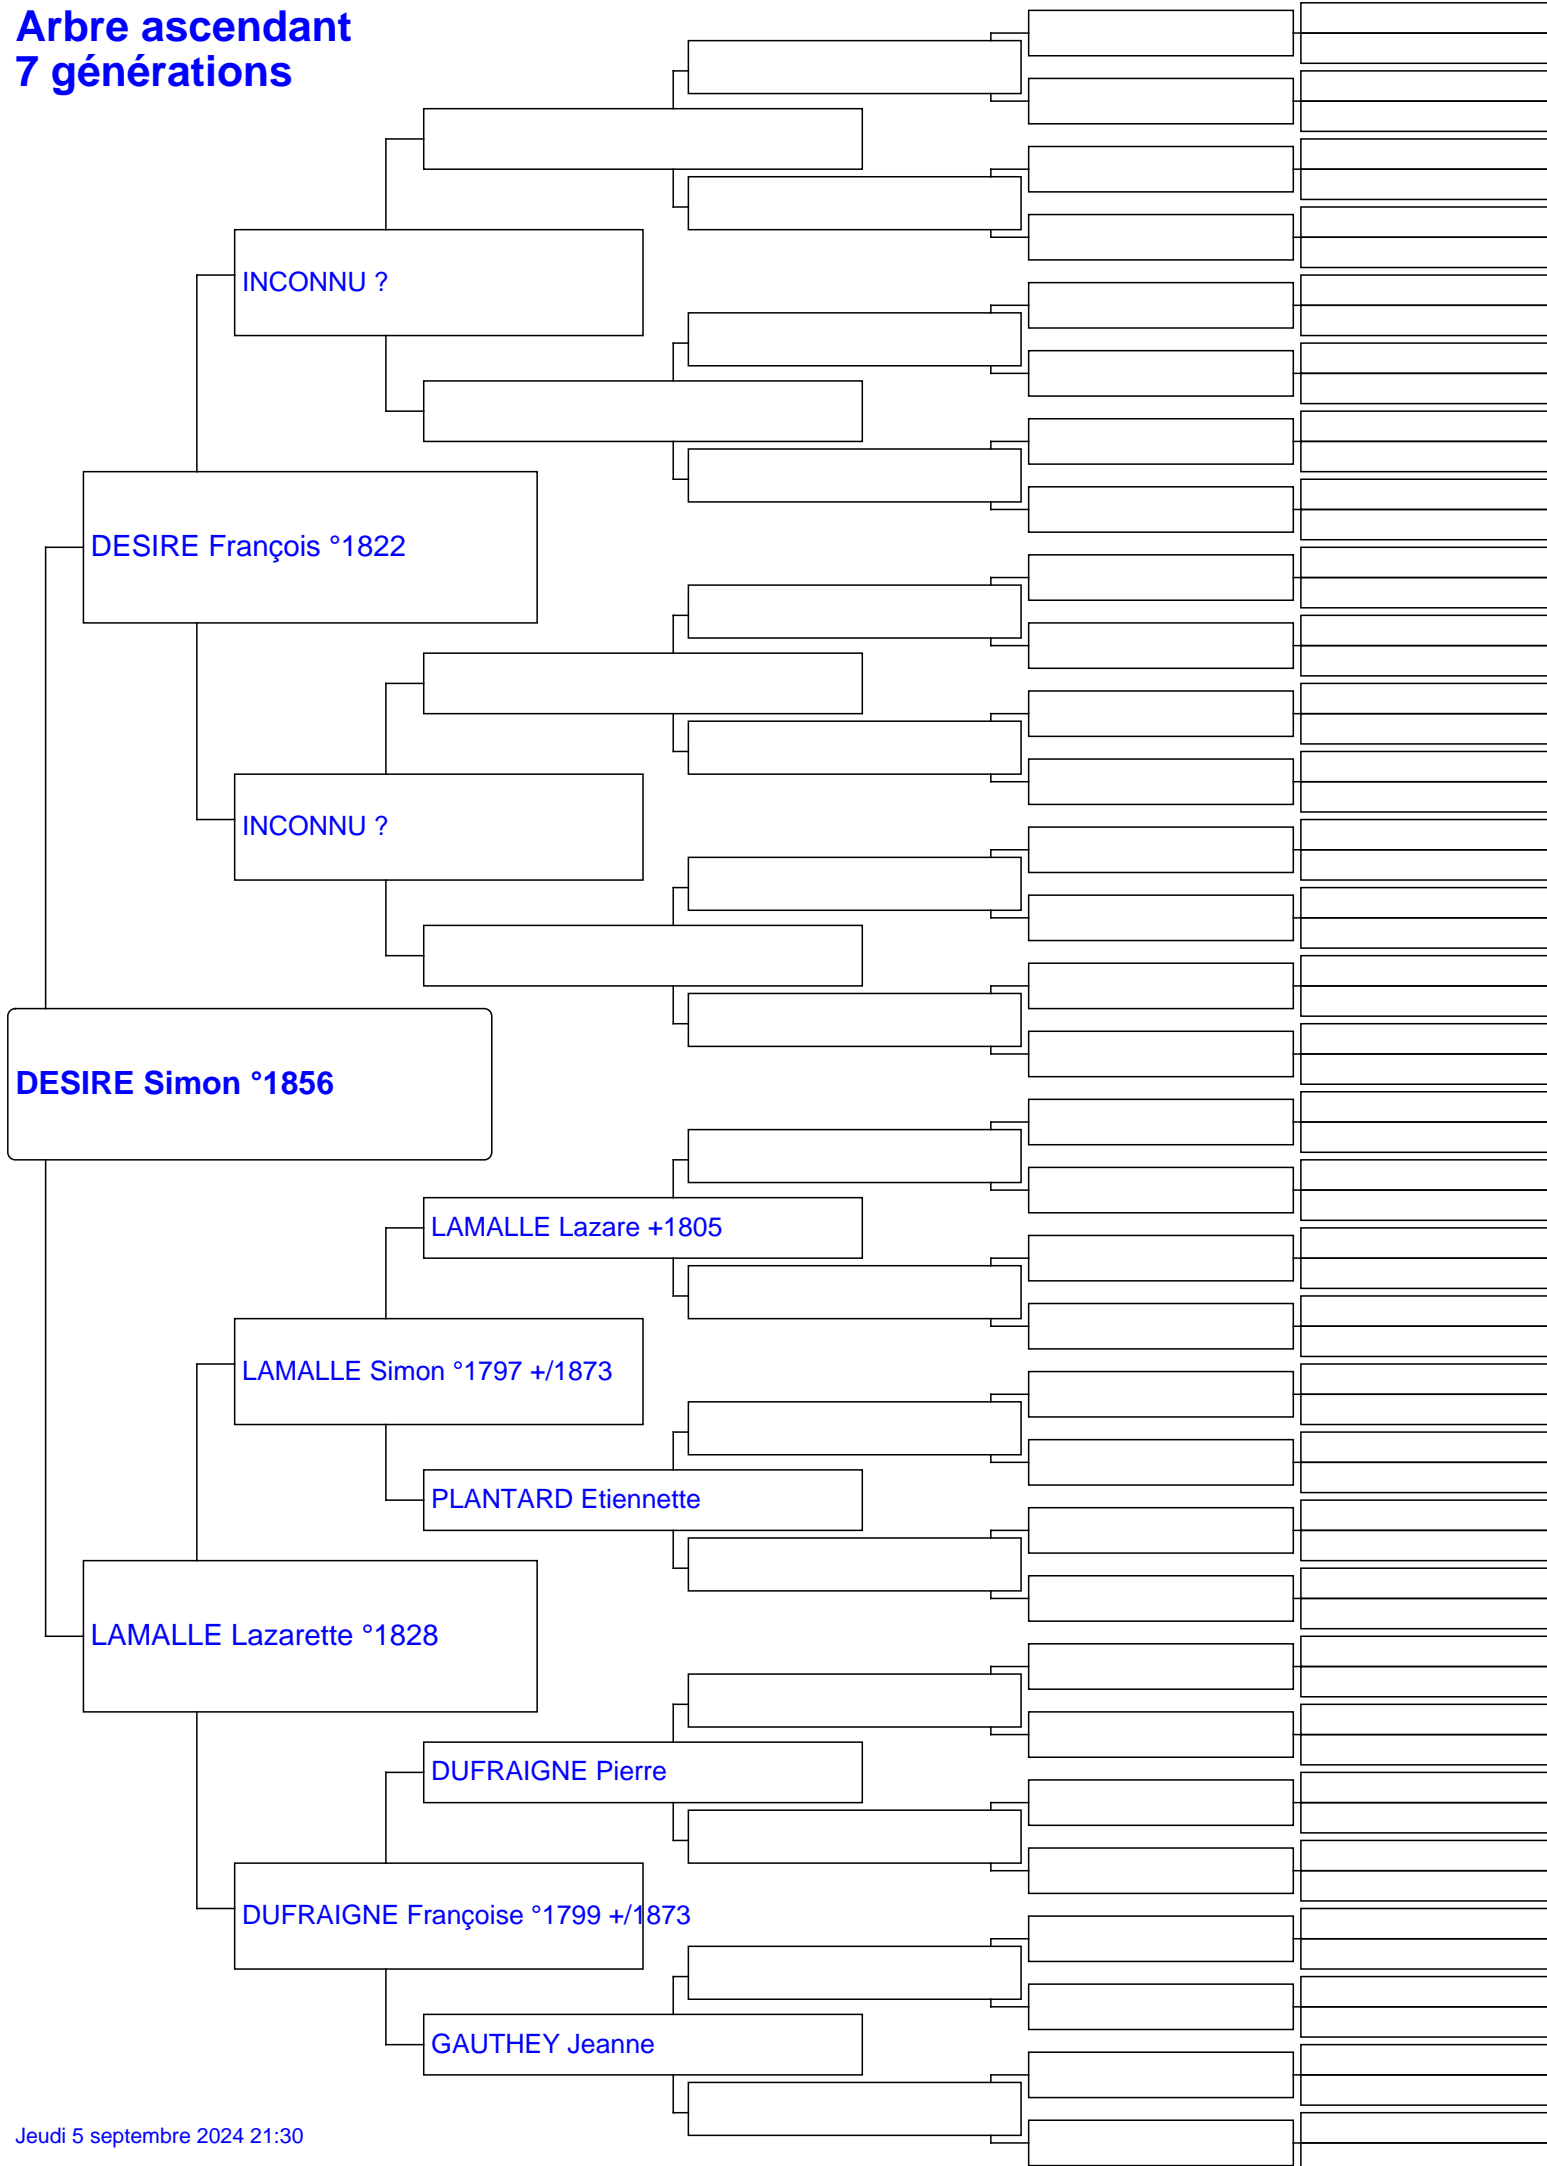 Arbre ascendant
7 générations
INCONNU ?
DESIRE François °1822
INCONNU ?
DESIRE Simon °1856
LAMALLE Lazare +1805
LAMALLE Simon °1797 +/1873
PLANTARD Etiennette
LAMALLE Lazarette °1828
DUFRAIGNE Pierre
DUFRAIGNE Françoise °1799 +/1873
GAUTHEY Jeanne
Jeudi 5 septembre 2024 21:30